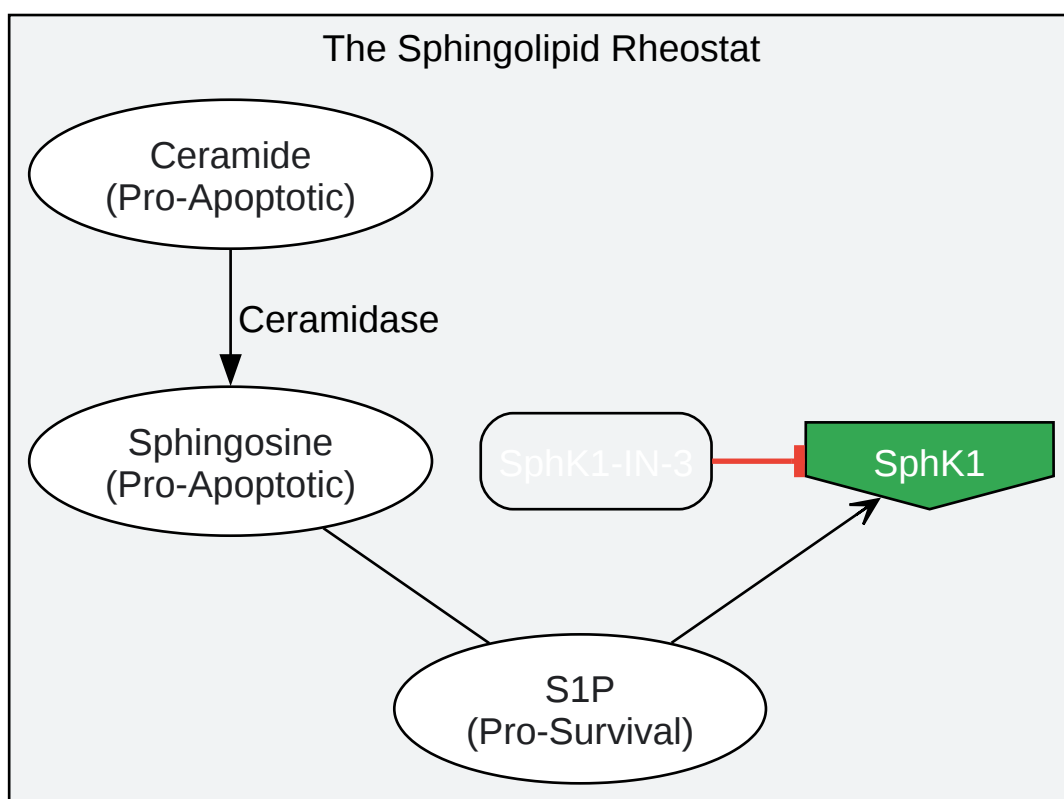 The Sphingolipid Rheostat
Ceramide
(Pro-Apoptotic)
Ceramidase
Sphingosine
(Pro-Apoptotic)
SphK1-IN-3
SphK1
S1P
(Pro-Survival)